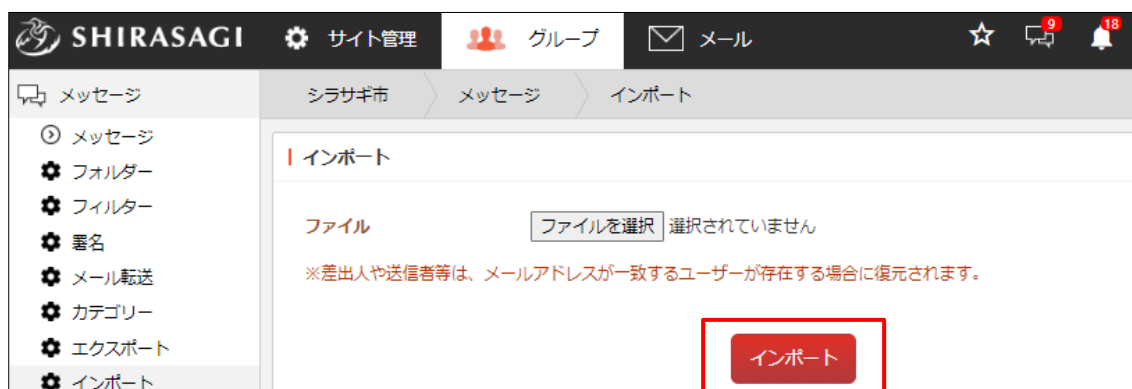 SHIRASAGI サイト管理 グループ メール 9 18
メッセージ シラサギ市 メッセージ インポート
メッセージ
フォルダー
フィルター
署名
メール転送
カテゴリー
エクスポート
インポート
インポート
ファイル ファイルを選択 選択されていません
※差出人や送信者等は、メールアドレスが一致するユーザーが存在する場合に復元されます。
インポート